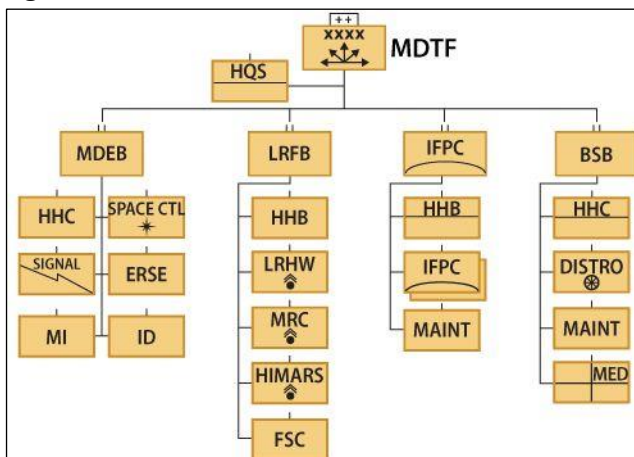 ++
XXXX
MDTF
HQS
MDEB
LRFB
IFPC
BSB
HHC
SPACE CTL
HHB
HHB
HHC
SIGNAL
ERSE
LRHW
IFPC
DISTRO
MI
ID
MRC
MAINT
MAINT
HIMARS
MED
FSC